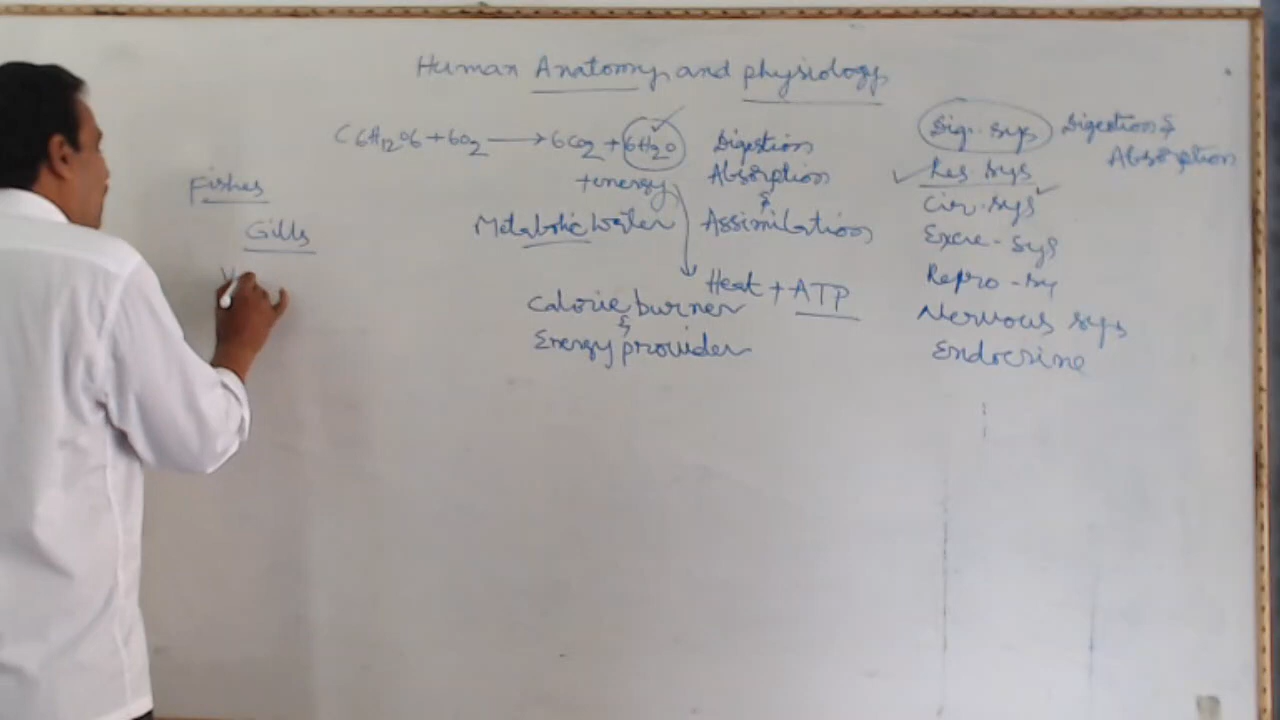 Human Anatomy and physiology
C6H12O6 + 6O2 → 6CO2 + 6H2O
+energy
Metabolic water
Heat + ATP
Calorie burner
&
Energy provider
Digestion
Absorption
&
Assimilation
Dig. sys Digestion &
Absorption
Res sys
Cir-sys
Excre-sys
Repro-sy
Nervous sys
Endocrine
Fishes
Gills